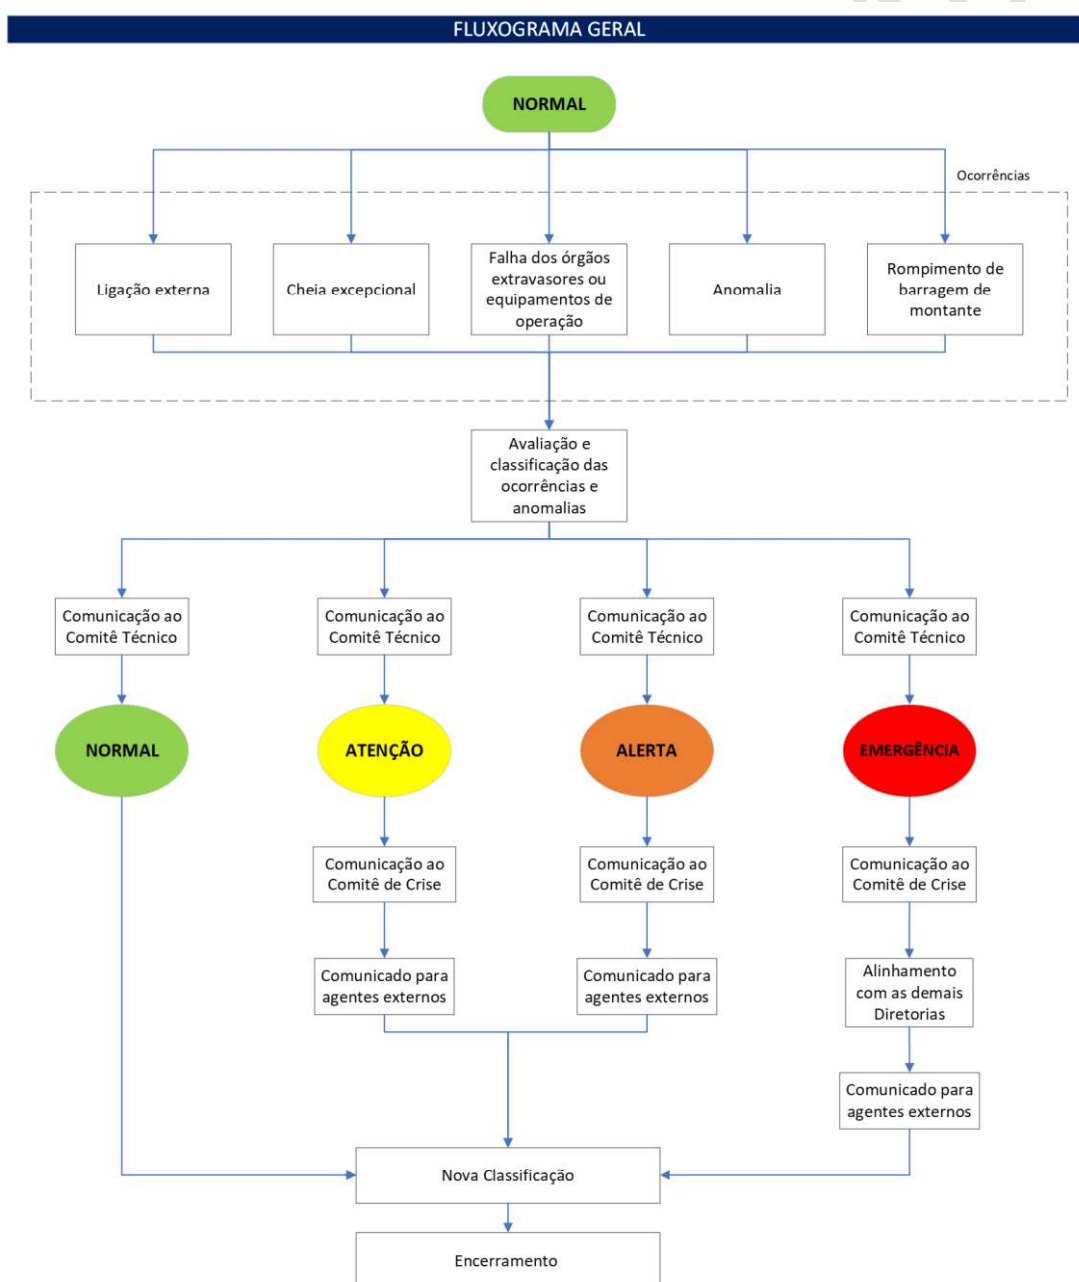 FLUXOGRAMA GERAL
NORMAL
Ocorrências
Ligação externa
Cheia excepcional
Falha dos órgãos
extravasores ou
equipamentos de
operação
Anomalia
Rompimento de
barragem de
montante
Avaliação e
classificação das
ocorrências e
anomalias
Comunicação ao
Comitê Técnico
Comunicação ao
Comitê Técnico
Comunicação ao
Comitê Técnico
Comunicação ao
Comitê Técnico
NORMAL
ATENÇÃO
ALERTA
EMERGÊNCIA
Comunicação ao
Comitê de Crise
Comunicação ao
Comitê de Crise
Comunicação ao
Comitê de Crise
Comunicado para
agentes externos
Comunicado para
agentes externos
Alinhamento
com as demais
Diretorias
Comunicado para
agentes externos
Nova Classificação
Encerramento